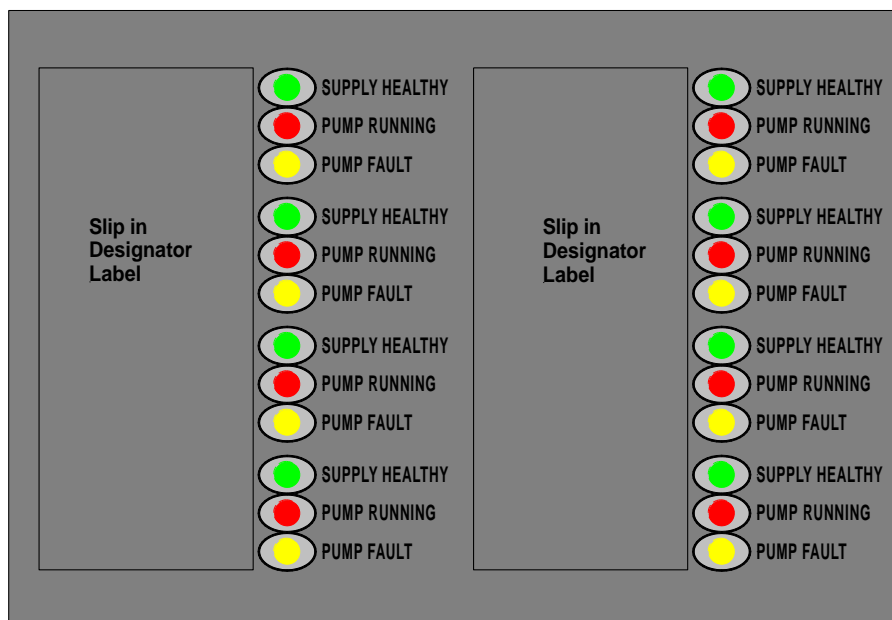 SUPPLY HEALTHY
PUMP RUNNING
PUMP FAULT
Slip in
Designator
Label
SUPPLY HEALTHY
PUMP RUNNING
PUMP FAULT
SUPPLY HEALTHY
PUMP RUNNING
PUMP FAULT
SUPPLY HEALTHY
PUMP RUNNING
PUMP FAULT
SUPPLY HEALTHY
PUMP RUNNING
PUMP FAULT
Slip in
Designator
Label
SUPPLY HEALTHY
PUMP RUNNING
PUMP FAULT
SUPPLY HEALTHY
PUMP RUNNING
PUMP FAULT
SUPPLY HEALTHY
PUMP RUNNING
PUMP FAULT